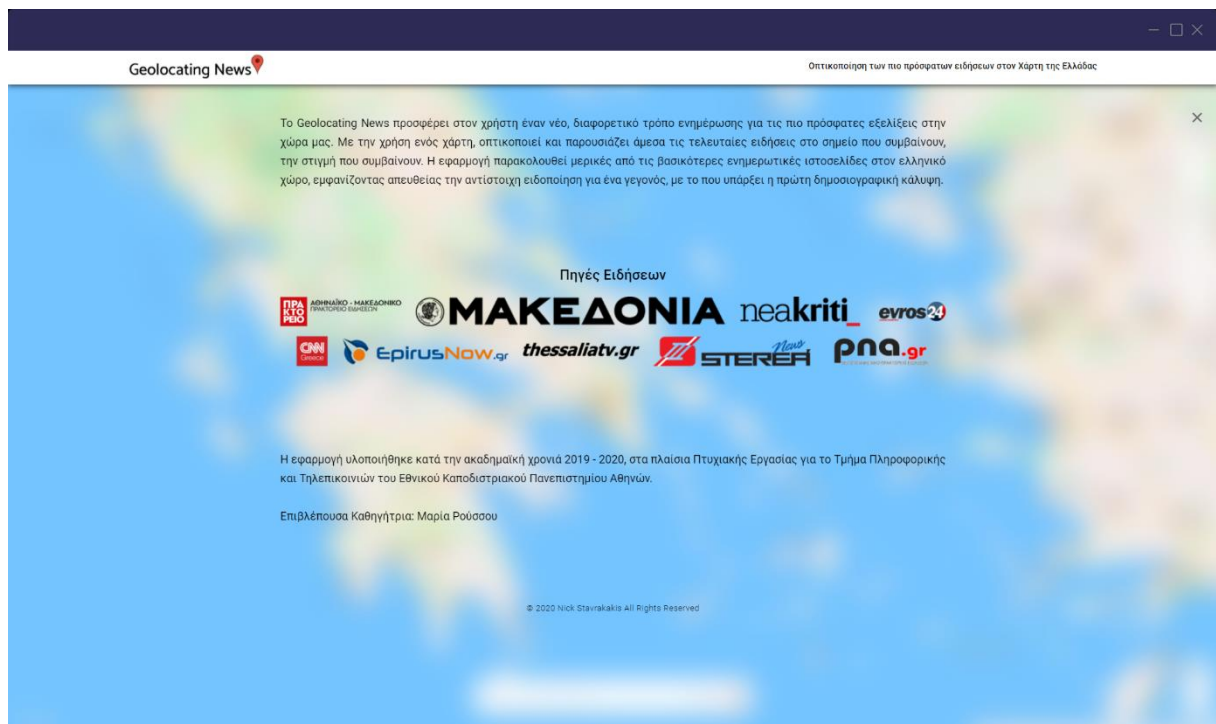 Geolocating News
Οπτικοποίηση των πιο πρόσφατων ειδήσεων στον Χάρτη της Ελλάδας
Το Geolocating News προσφέρει στον χρήστη έναν νέο, διαφορετικό τρόπο ενημέρωσης για τις πιο πρόσφατες εξελίξεις στην
χώρα μας. Με την χρήση ενός χάρτη, οπτικοποιεί και παρουσιάζει άμεσα τις τελευταίες ειδήσεις στο σημείο που συμβαίνουν,
την στιγμή που συμβαίνουν. Η εφαρμογή παρακολουθεί μερικές από τις βασικότερες ενημερωτικές ιστοσελίδες στον ελληνικό
χώρο, εμφανίζοντας απευθείας την αντίστοιχη ειδοποίηση για ένα γεγονός, με το που υπάρξει η πρώτη δημοσιογραφική κάλυψη.
Πηγές Ειδήσεων
ΠΡΑ
ΚΤΟ
ΡΕΙΟ
ΑΘΗΝΑΪΚΟ - ΜΑΚΕΔΟΝΙΚΟ
ΠΡΑΚΤΟΡΕΙΟ ΕΙΔΗΣΕΩΝ
ΜΑΚΕΔΟΝΙΑ
neakriti_
evros24
CNN
Greece
EpirusNow.gr
thessaliatv.gr
STEREA News
pna.gr
Η εφαρμογή υλοποιήθηκε κατά την ακαδημαϊκή χρονιά 2019 - 2020, στα πλαίσια Πτυχιακής Εργασίας για το Τμήμα Πληροφορικής
και Τηλεπικοινιών του Εθνικού Καποδιστριακού Πανεπιστημίου Αθηνών.
Επιβλέπουσα Καθηγήτρια: Μαρία Ρούσσου
© 2020 Nick Stavrakakis All Rights Reserved